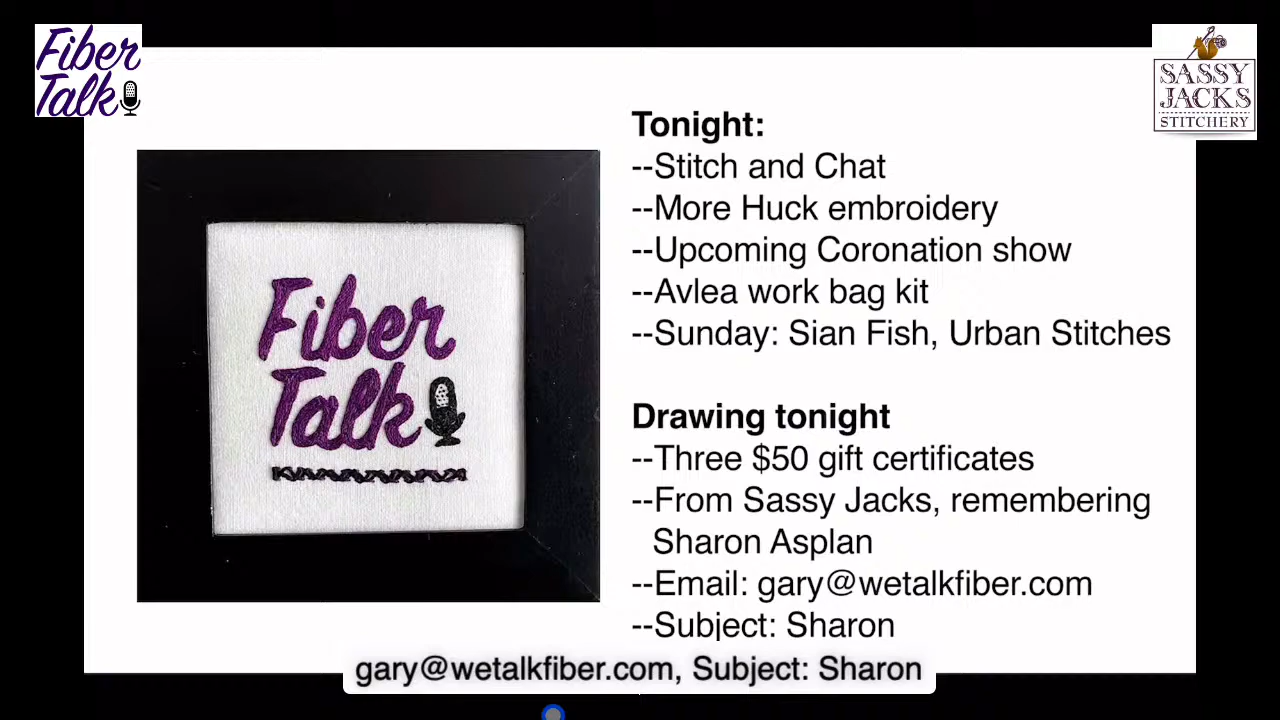 Fiber
Talk
SASSY
JACKS
STITCHERY
Fiber
Talk
Tonight:
--Stitch and Chat
--More Huck embroidery
--Upcoming Coronation show
--Avlea work bag kit
--Sunday: Sian Fish, Urban Stitches
Drawing tonight
--Three $50 gift certificates
--From Sassy Jacks, remembering
Sharon Asplan
--Email: gary@wetalkfiber.com
--Subject: Sharon
gary@wetalkfiber.com, Subject: Sharon